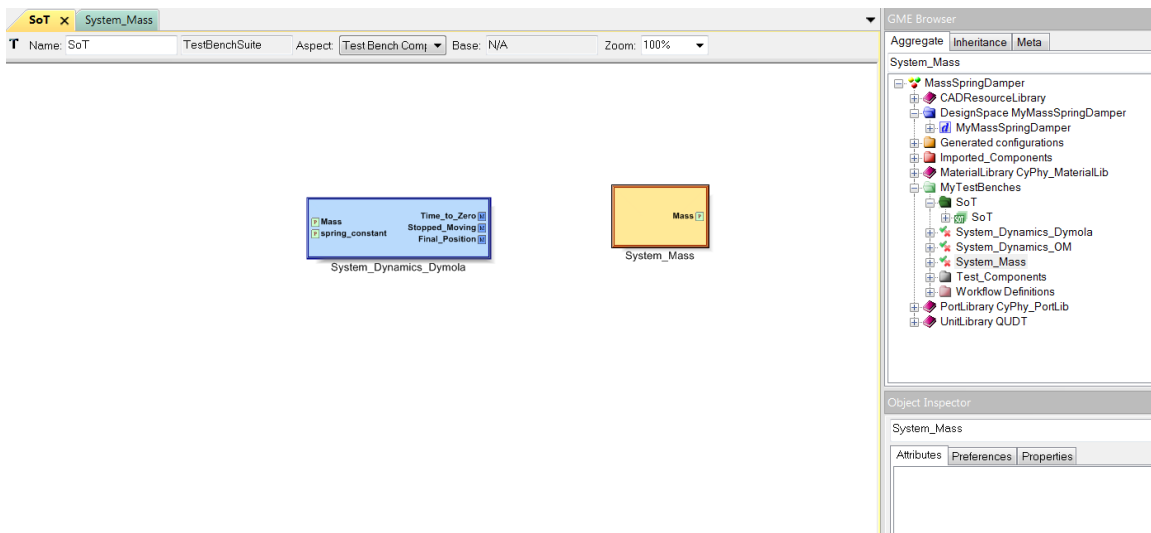 SoT X System_Mass
Name: SoT TestBenchSuite Aspect: Test Bench Comp Base: N/A Zoom: 100%
Mass
spring_constant
Time_to_Zero
Stopped_Moving
Final_Position
System_Dynamics_Dymola
Mass
System_Mass
GME Browser
Aggregate Inheritance Meta
System_Mass
MassSpringDamper
CADResourceLibrary
DesignSpace MyMassSpringDamper
MyMassSpringDamper
Generated configurations
Imported_Components
MaterialLibrary CyPhy_MaterialLib
MyTestBenches
SoT
SoT
System_Dynamics_Dymola
System_Dynamics_OM
System_Mass
Test_Components
Workflow Definitions
PortLibrary CyPhy_PortLib
UnitLibrary QUDT
Object Inspector
System_Mass
Attributes Preferences Properties